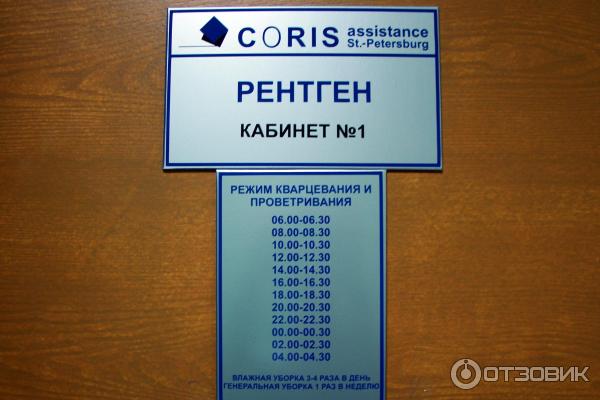 CORIS assistance
St.-Petersburg
РЕНТГЕН
КАБИНЕТ №1
РЕЖИМ КВАРЦЕВАНИЯ И
ПРОВЕТРИВАНИЯ
06.00-06.30
08.00-08.30
10.00-10.30
12.00-12.30
14.00-14.30
16.00-16.30
18.00-18.30
20.00-20.30
22.00-22.30
00.00-00.30
02.00-02.30
04.00-04.30
ВЛАЖНАЯ УБОРКА 3-4 РАЗА В ДЕНЬ
ГЕНЕРАЛЬНАЯ УБОРКА 1 РАЗ В НЕДЕЛЮ
ОТЗОВИК